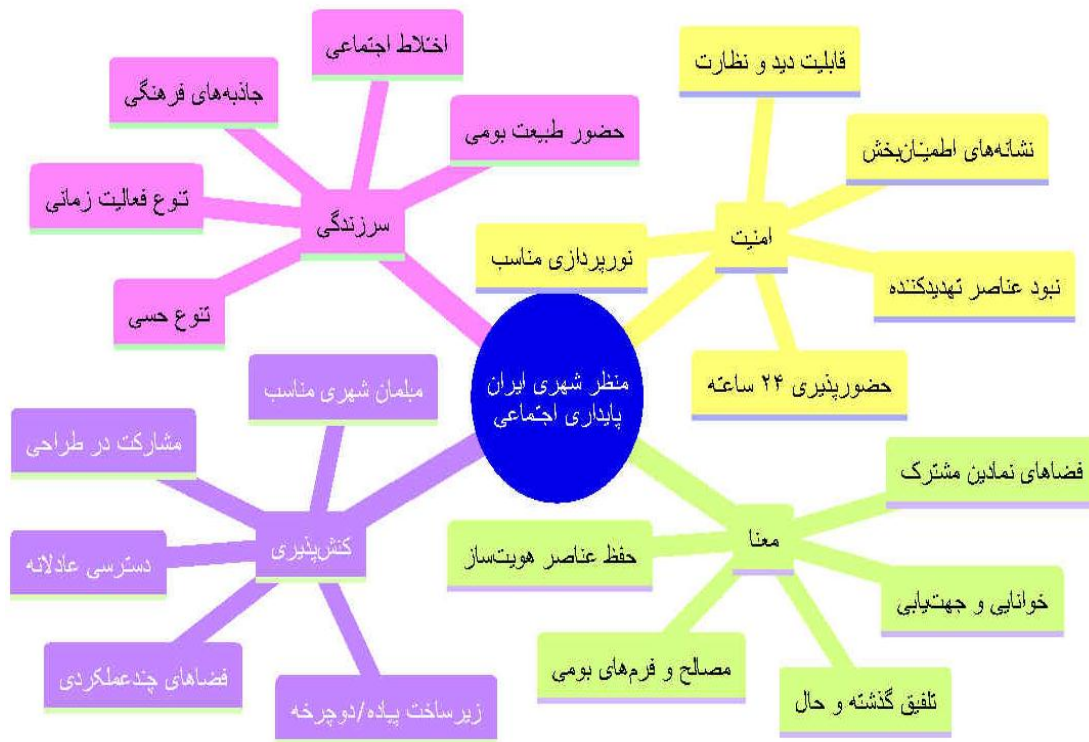 منظر شهری ایران
پایداری اجتماعی
امنیت
قابلیت دید و نظارت
نشانه‌های اطمینان‌بخش
نبود عناصر تهدیدکننده
حضورپذیری ۲۴ ساعته
نورپردازی مناسب
معنا
فضاهای نمادین مشترک
خوانایی و جهت‌یابی
تلفیق گذشته و حال
مصالح و فرم‌های بومی
حفظ عناصر هویت‌ساز
کنش‌پذیری
مبلمان شهری مناسب
مشارکت در طراحی
دسترسی عادلانه
فضاهای چندعملکردی
زیرساخت پیاده/دوچرخه
سرزندگی
حضور طبیعت بومی
اختلاط اجتماعی
جاذبه‌های فرهنگی
تنوع فعالیت زمانی
تنوع حسی